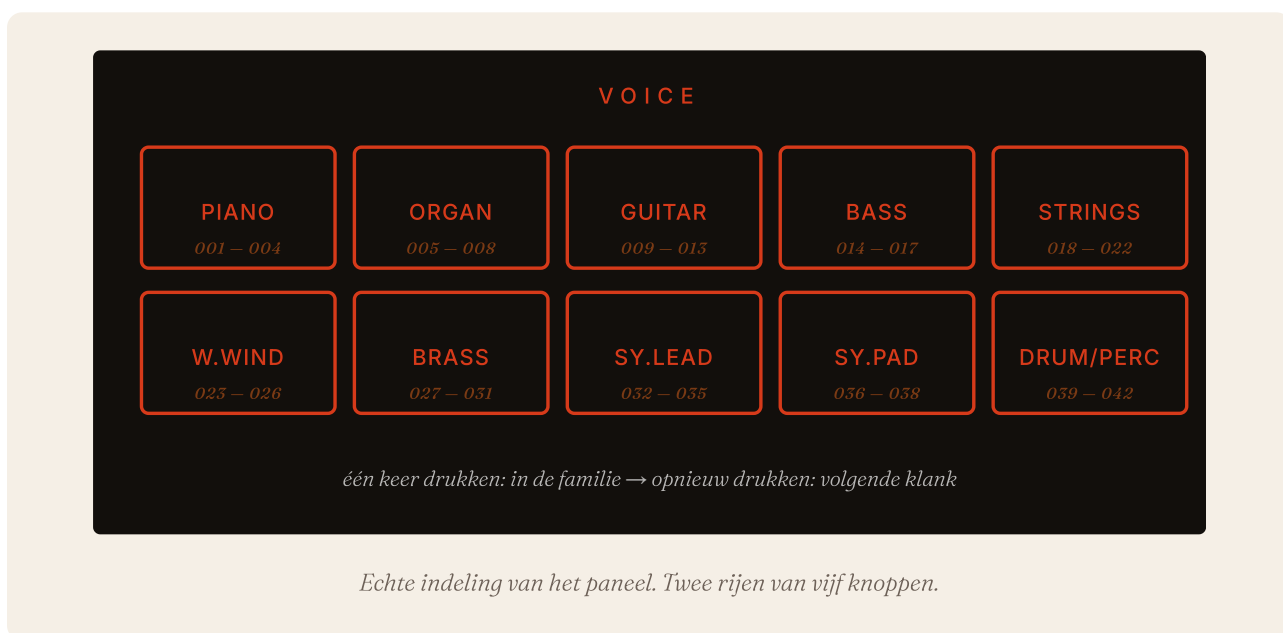 VOICE
PIANO ORGAN GUITAR BASS STRINGS
001 — 004 005 — 008 009 — 013 014 — 017 018 — 022
W.WIND BRASS SY.LEAD SY.PAD DRUM/PERC
023 — 026 027 — 031 032 — 035 036 — 038 039 — 042
één keer drukken: in de familie → opnieuw drukken: volgende klank
Echte indeling van het paneel. Twee rijen van vijf knoppen.